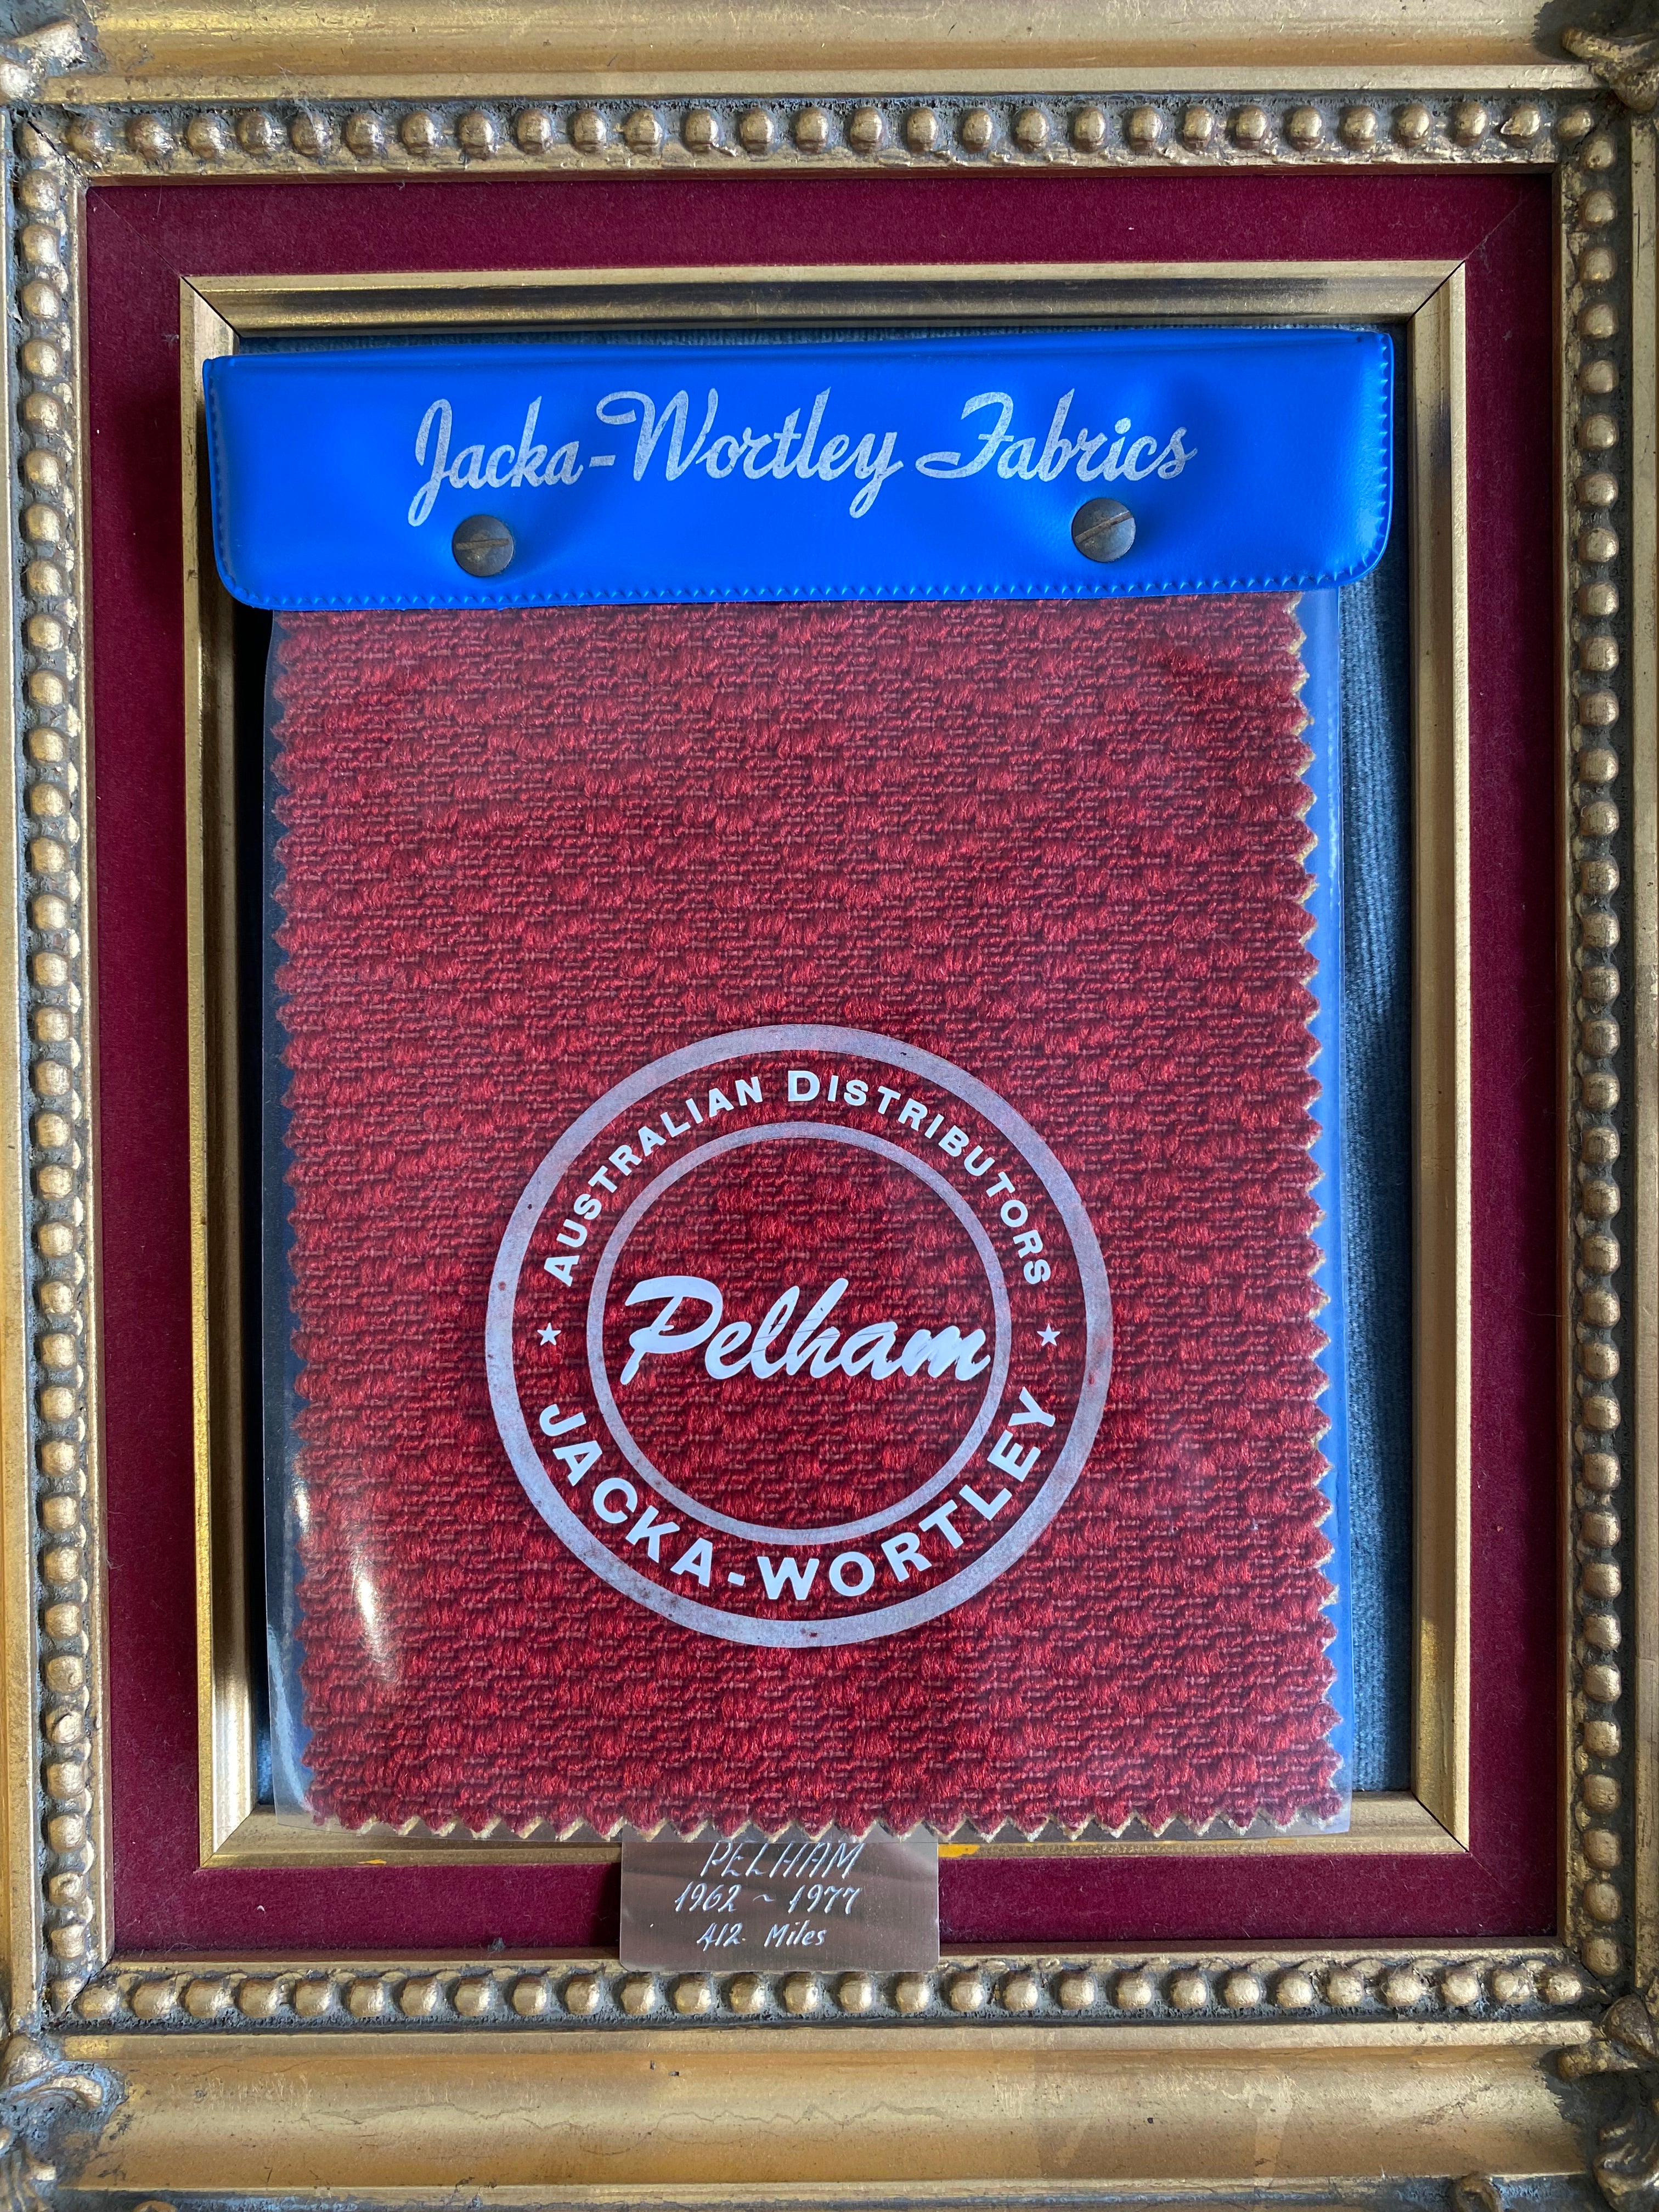 Jacka-Wortley Fabrics
AUSTRALIAN DISTRIBUTORS
Pelham
JACKA-WORTLEY
PELHAM
1962 ~ 1977
412. Miles